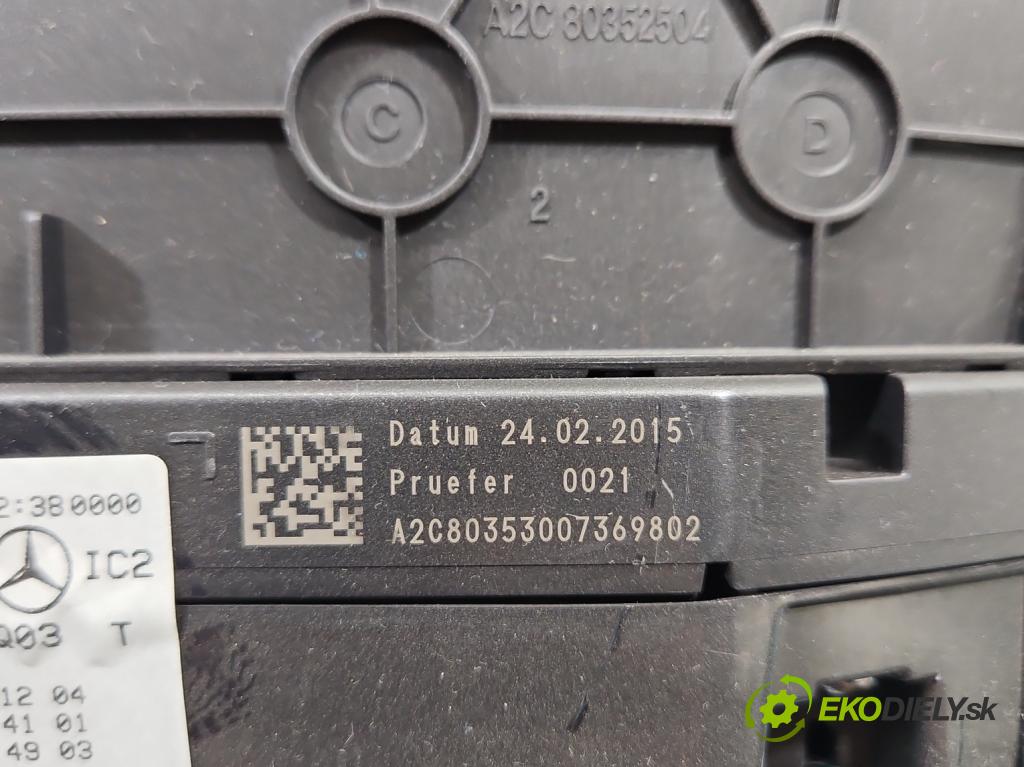 A2C 80352504
C
D
2
Datum 24.02.2015
Pruefer 0021
A2C80353007369802
2:380000
IC2
Q03 T
12 04
41 01
49 03
EKODIELY.sk